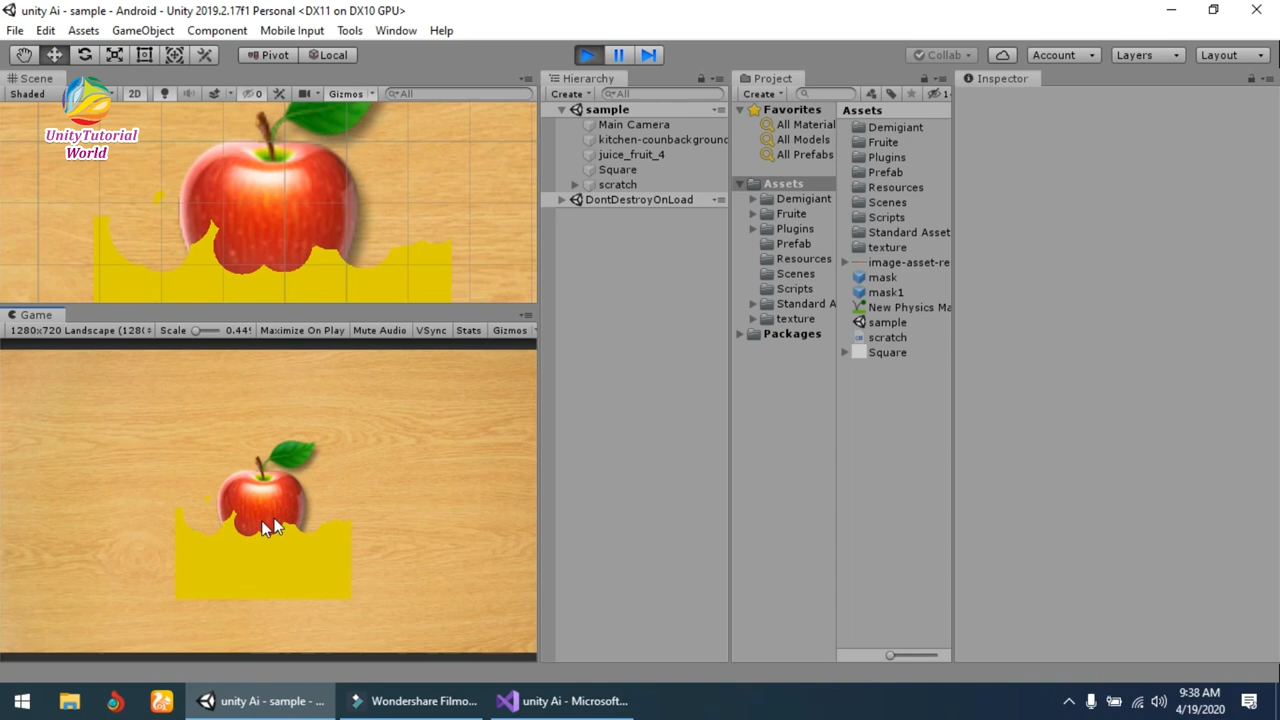 unity Ai - sample - Android - Unity 2019.2.17f1 Personal <DX11 on DX10 GPU>
File Edit Assets GameObject Component Mobile Input Tools Window Help
Pivot Local Collab Account Layers Layout
Scene
Shaded 2D 0 Gizmos All
UnityTutorial
World
Game
1280x720 Landscape (128( Scale 0.44 Maximize On Play Mute Audio VSync Stats Gizmos
Hierarchy
Create All
sample
Main Camera
kitchen-counbackground
juice_fruit_4
Square
scratch
DontDestroyOnLoad
Project
Create 1
Favorites
All Material
All Models
All Prefabs
Assets
Demigiant
Fruite
Plugins
Prefab
Resources
Scenes
Scripts
Standard A
texture
Packages
Assets
Demigiant
Fruite
Plugins
Prefab
Resources
Scenes
Scripts
Standard Asset
texture
image-asset-re
mask
mask1
New Physics Ma
sample
scratch
Square
Inspector
unity Ai - sample - ...
Wondershare Filmo...
unity Ai - Microsoft...
9:38 AM
4/19/2020